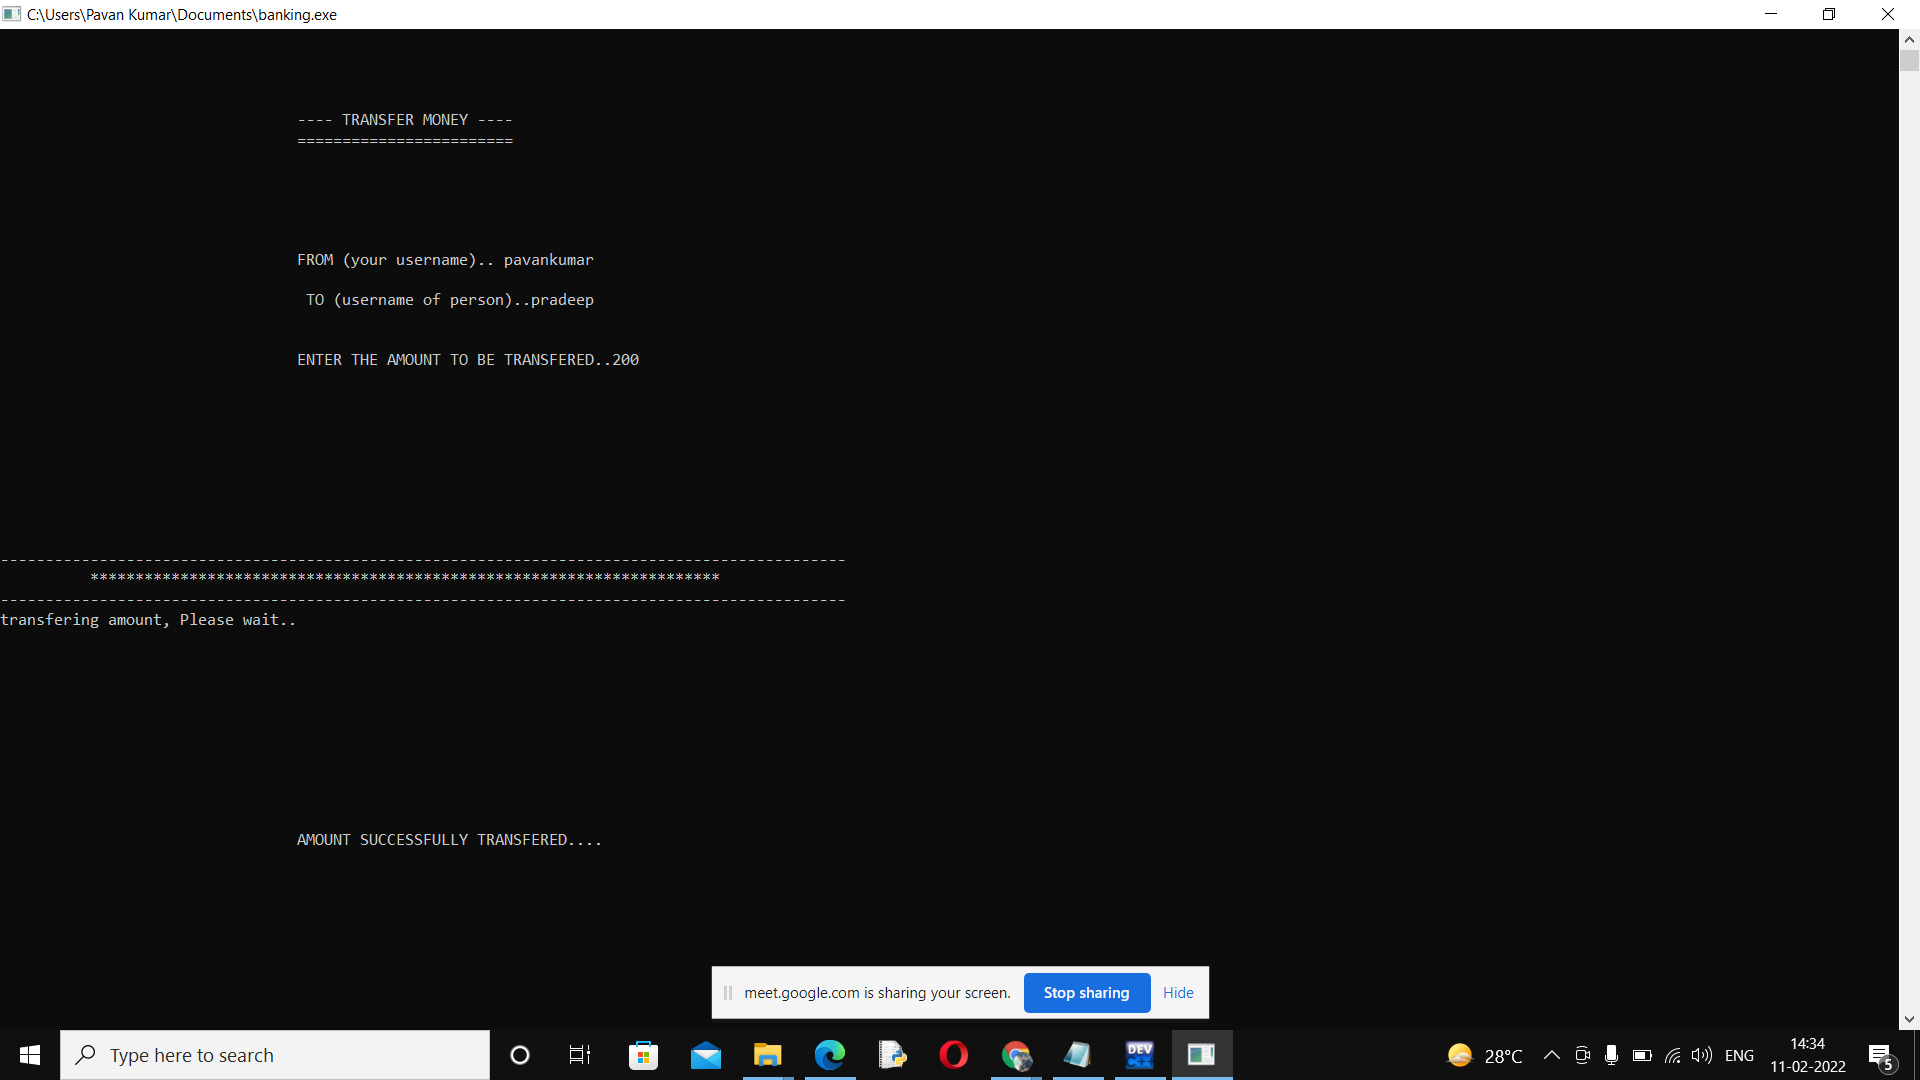 C:\Users\Pavan Kumar\Documents\banking.exe
---- TRANSFER MONEY ----
========================
FROM (your username).. pavankumar
TO (username of person)..pradeep
ENTER THE AMOUNT TO BE TRANSFERED..200
----------------------------------------------------------------------------------------------
**********************************************************************
----------------------------------------------------------------------------------------------
transfering amount, Please wait..
AMOUNT SUCCESSFULLY TRANSFERED....
meet.google.com is sharing your screen. Stop sharing Hide
Type here to search
DEV C++
28°C
ENG
14:34
11-02-2022
5